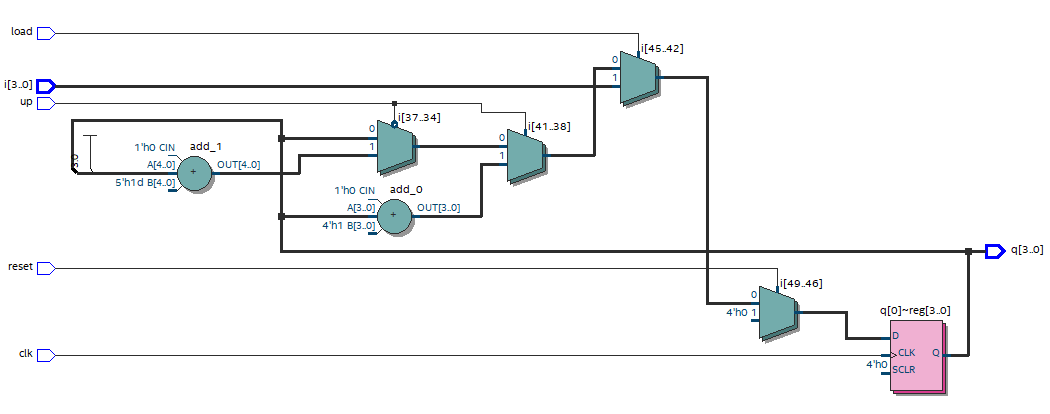 load
i[45..42]
0
1
i[3..0]
up
i[37..34]
i[41..38]
0
1
0
1
add_1
1'h0 CIN
A[4..0]
OUT[4..0]
5'h1d B[4..0]
+
3:0
add_0
1'h0 CIN
A[3..0]
OUT[3..0]
4'h1 B[3..0]
+
q[3..0]
reset
i[49..46]
0
4'h0 1
q[0]~reg[3..0]
D
clk
CLK
Q
4'h0
SCLR